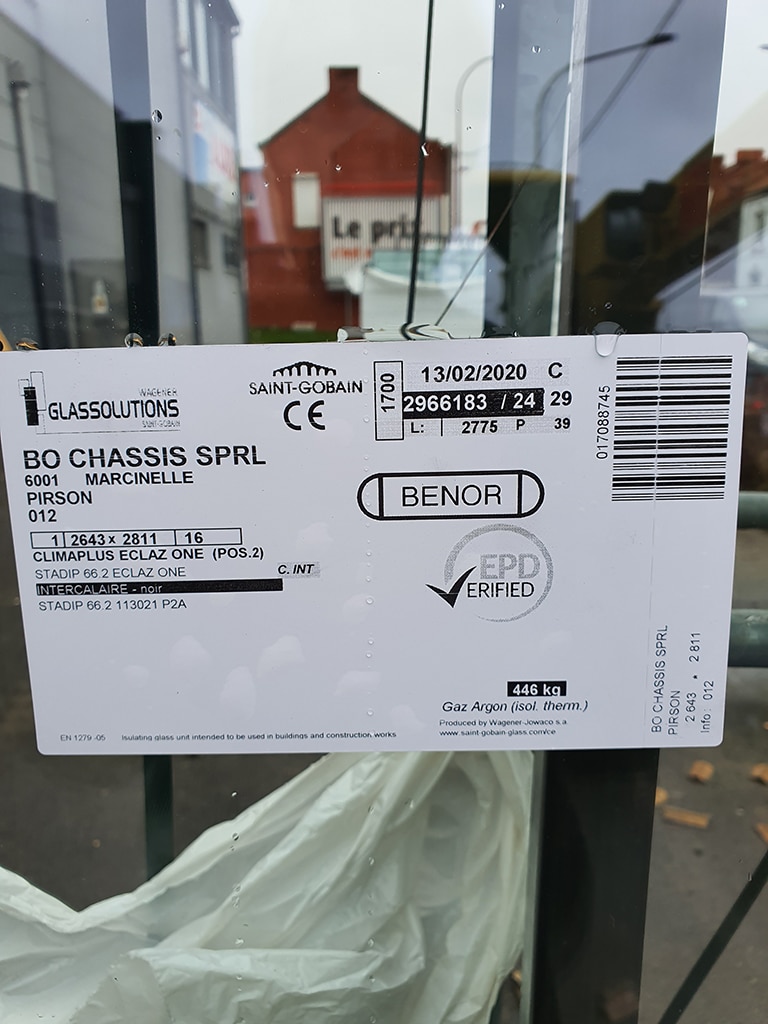 Le prix
WAGENER
GLASSOLUTIONS
SAINT-GOBAIN
SAINT-GOBAIN
CE
1700
13/02/2020 C
2966183 / 24 29
L: 2775 P 39
017088745
BO CHASSIS SPRL
6001 MARCINELLE
PIRSON
012
1 2643 x 2811 16
CLIMAPLUS ECLAZ ONE (POS.2)
STADIP 66.2 ECLAZ ONE
C. INT
INTERCALAIRE - noir
STADIP 66.2 113021 P2A
BENOR
EPD
VERIFIED
446 kg
Gaz Argon (isol. therm.)
Produced by Wagener-Jowaco s.a.
www.saint-gobain-glass.com/ce
EN 1279 -05 Isulating glass unit intended to be used in buildings and construction works
BO CHASSIS SPRL
PIRSON
2 643 * 2 811
Info : 012